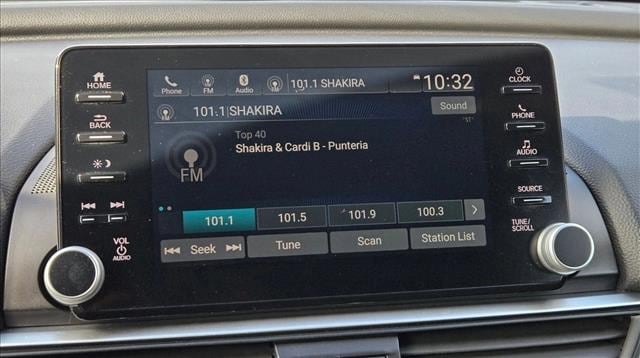 HOME
BACK
VOL
AUDIO
Phone
FM
Audio
101.1 SHAKIRA
10:32
101.1 SHAKIRA
Sound
"ST"
Top 40
Shakira & Cardi B - Punteria
FM
101.1 101.5 101.9 100.3
Seek Tune Scan Station List
CLOCK
PHONE
AUDIO
SOURCE
TUNE/
SCROLL